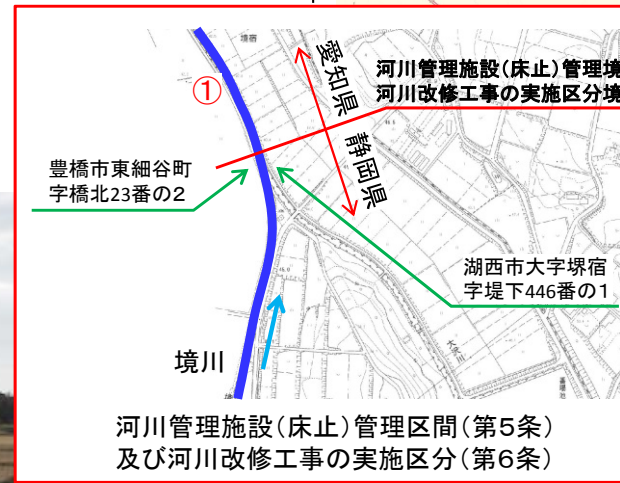 境宿
①
愛知県
静岡県
河川管理施設(床止)管理境
河川改修工事の実施区分境
豊橋市東細谷町
字橋北23番の2
湖西市大字堺宿
字堤下446番の1
境川
河川管理施設(床止)管理区間(第5条)
及び河川改修工事の実施区分(第6条)